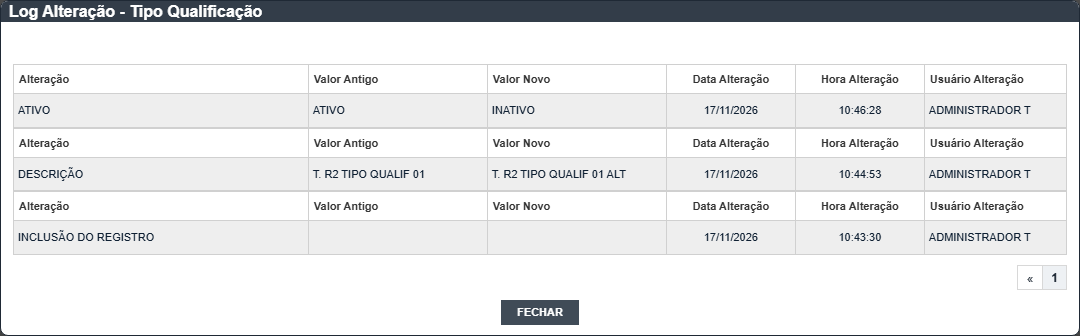 Log Alteração - Tipo Qualificação
Alteração Valor Antigo Valor Novo Data Alteração Hora Alteração Usuário Alteração
ATIVO ATIVO INATIVO 17/11/2026 10:46:28 ADMINISTRADOR T
Alteração Valor Antigo Valor Novo Data Alteração Hora Alteração Usuário Alteração
DESCRIÇÃO T. R2 TIPO QUALIF 01 T. R2 TIPO QUALIF 01 ALT 17/11/2026 10:44:53 ADMINISTRADOR T
Alteração Valor Antigo Valor Novo Data Alteração Hora Alteração Usuário Alteração
INCLUSÃO DO REGISTRO 17/11/2026 10:43:30 ADMINISTRADOR T
« 1
FECHAR